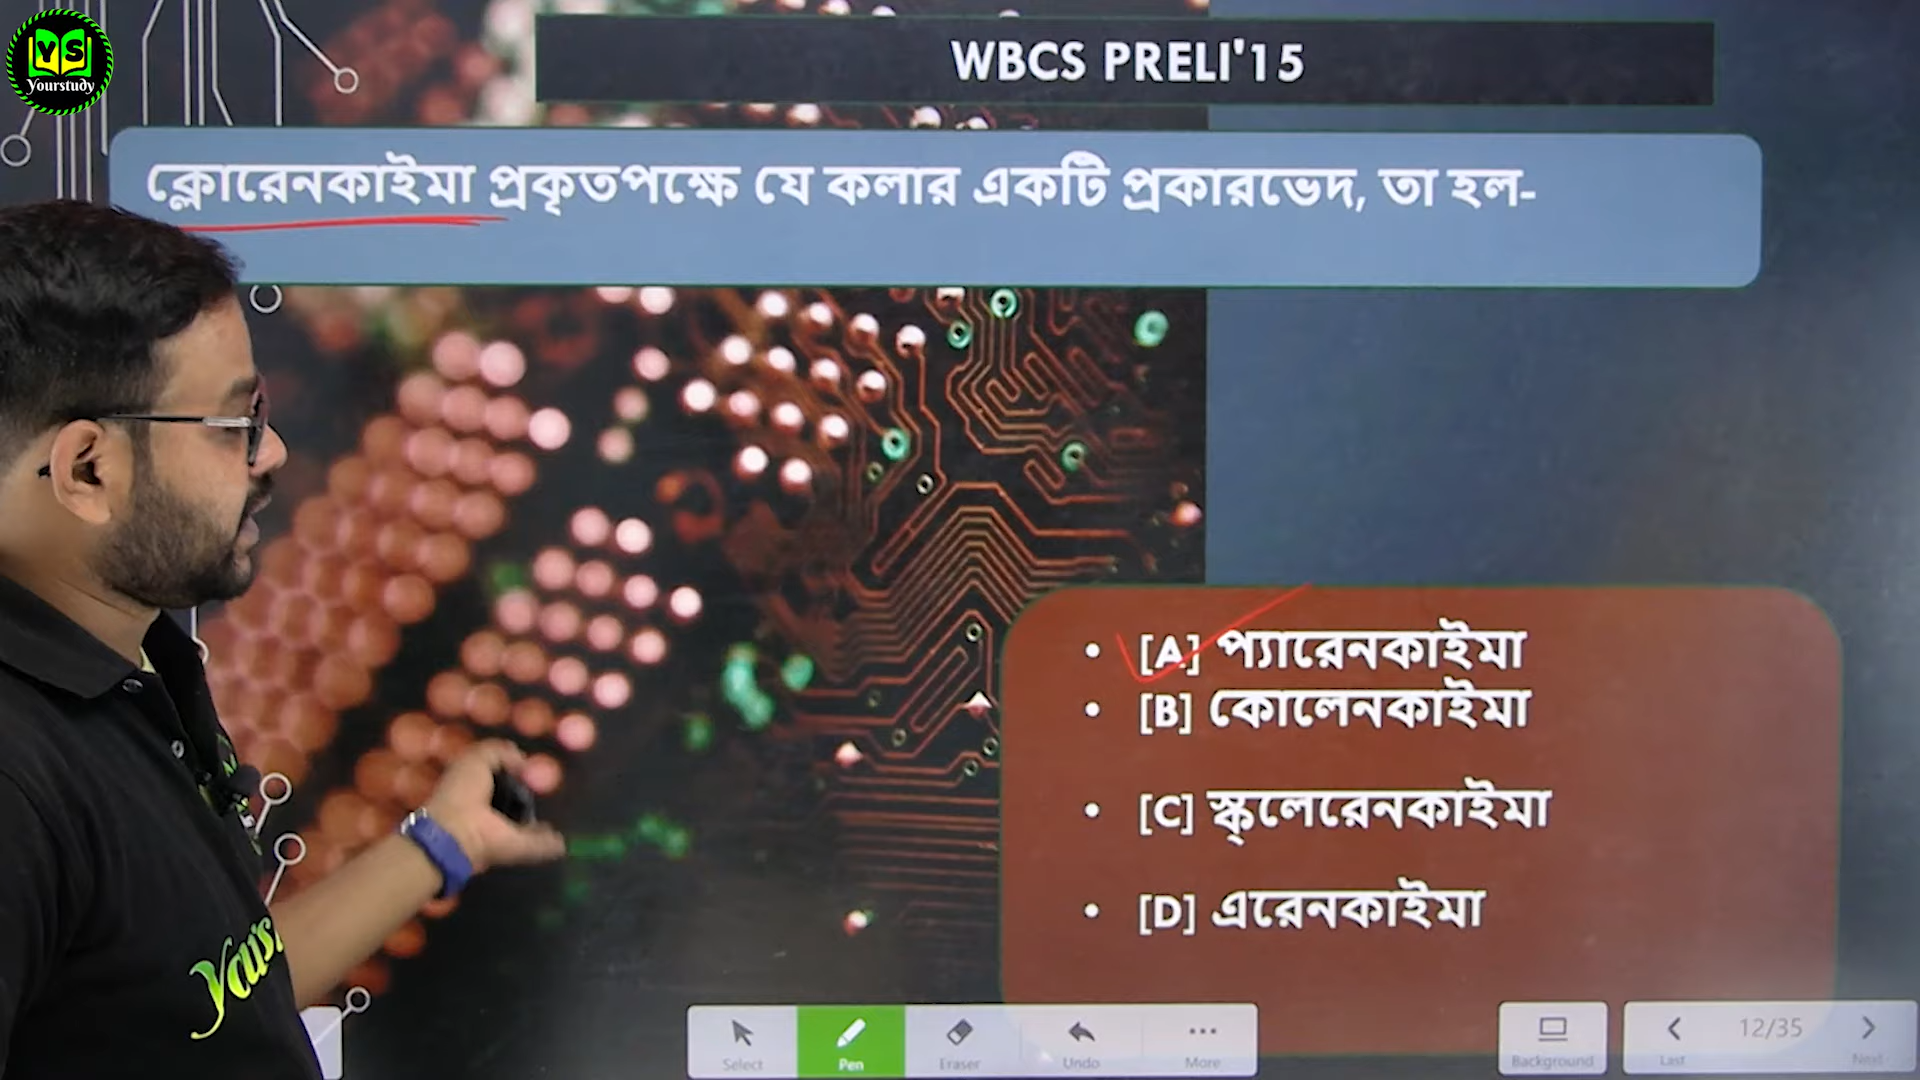 YS
Yourstudy
WBCS PRELI'15
ক্লোরেনকাইমা প্রকৃতপক্ষে যে কলার একটি প্রকারভেদ, তা হল-
• [A] প্যারেনকাইমা
• [B] কোলেনকাইমা
• [C] স্ক্লেরেনকাইমা
• [D] এরেনকাইমা
Select
Pen
Eraser
Undo
More
Background
12/35
Last
Next